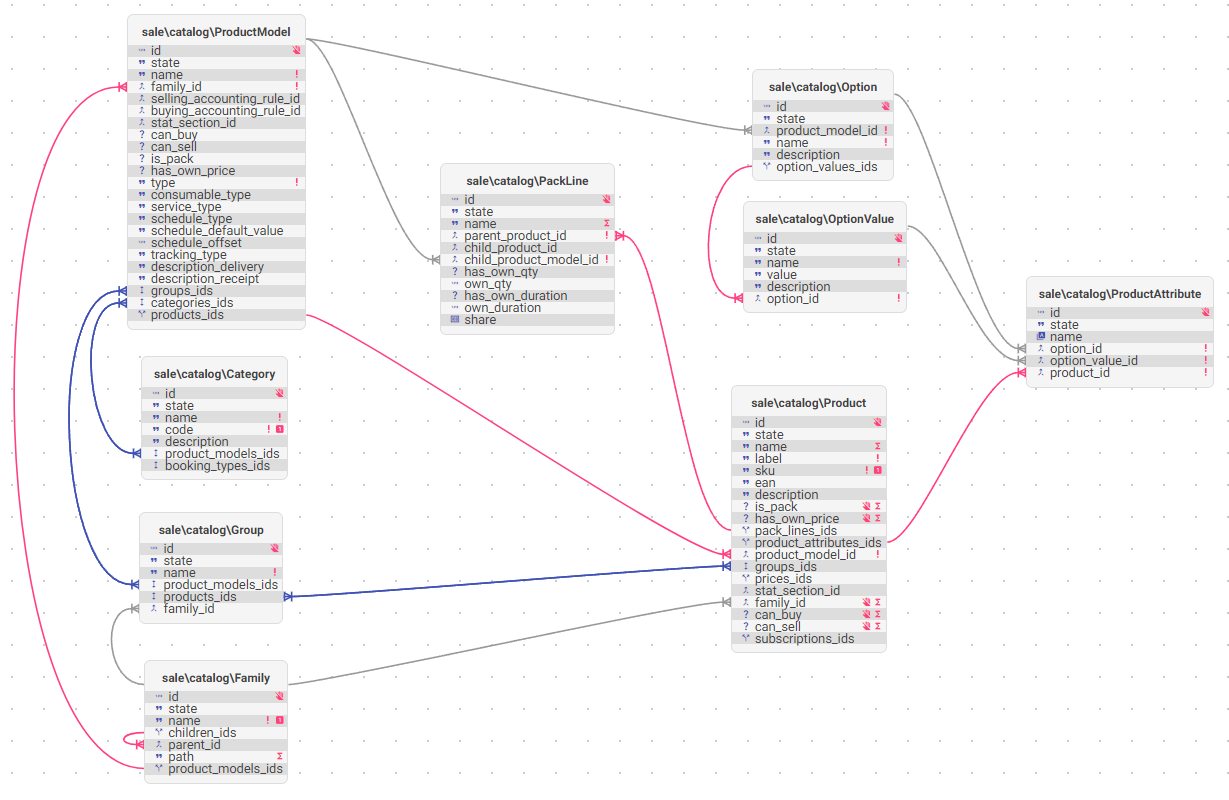 sale\catalog\ProductModel
id
state
name !
family_id !
selling_accounting_rule_id
buying_accounting_rule_id
stat_section_id
? can_buy
? can_sell
? is_pack
? has_own_price
type !
consumable_type
service_type
schedule_type
schedule_default_value
schedule_offset
tracking_type
description_delivery
description_receipt
groups_ids
categories_ids
products_ids
sale\catalog\Category
id
state
name !
code ! 1
description
product_models_ids
booking_types_ids
sale\catalog\Group
id
state
name !
product_models_ids
products_ids
family_id
sale\catalog\Family
id
state
name ! 1
children_ids
parent_id
path Σ
product_models_ids
sale\catalog\PackLine
id
state
name Σ
parent_product_id !
child_product_id
child_product_model_id !
? has_own_qty
own_qty
? has_own_duration
own_duration
share
sale\catalog\Option
id
state
product_model_id !
name !
description
option_values_ids
sale\catalog\OptionValue
id
state
name !
value
description
option_id !
sale\catalog\Product
id
state
name Σ
label !
sku ! 1
ean
description
? is_pack Σ
? has_own_price Σ
pack_lines_ids
product_attributes_ids
product_model_id !
groups_ids
prices_ids
stat_section_id
family_id Σ
? can_buy Σ
? can_sell Σ
subscriptions_ids
sale\catalog\ProductAttribute
id
state
name
option_id !
option_value_id !
product_id !